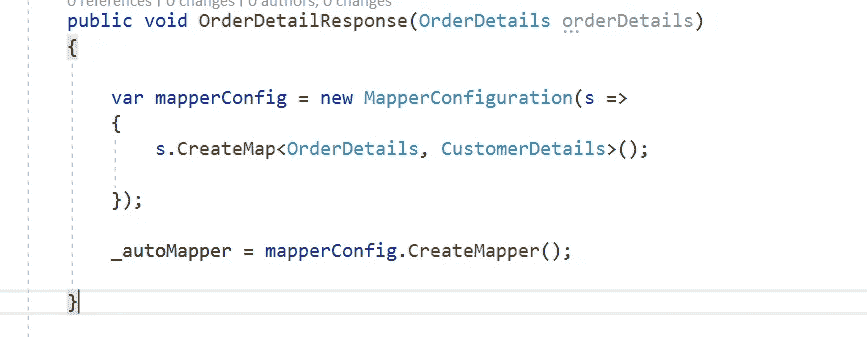 0 references | 0 changes | 0 authors, 0 changes
public void OrderDetailResponse(OrderDetails orderDetails)
{
var mapperConfig = new MapperConfiguration(s =>
{
s.CreateMap<OrderDetails, CustomerDetails>();
});
_autoMapper = mapperConfig.CreateMapper();
}